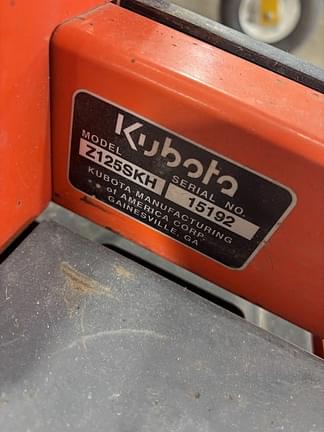 Kubota
MODEL SERIAL NO.
Z125SKH 15192
KUBOTA MANUFACTURING
of AMERICA CORP.
GAINESVILLE, GA